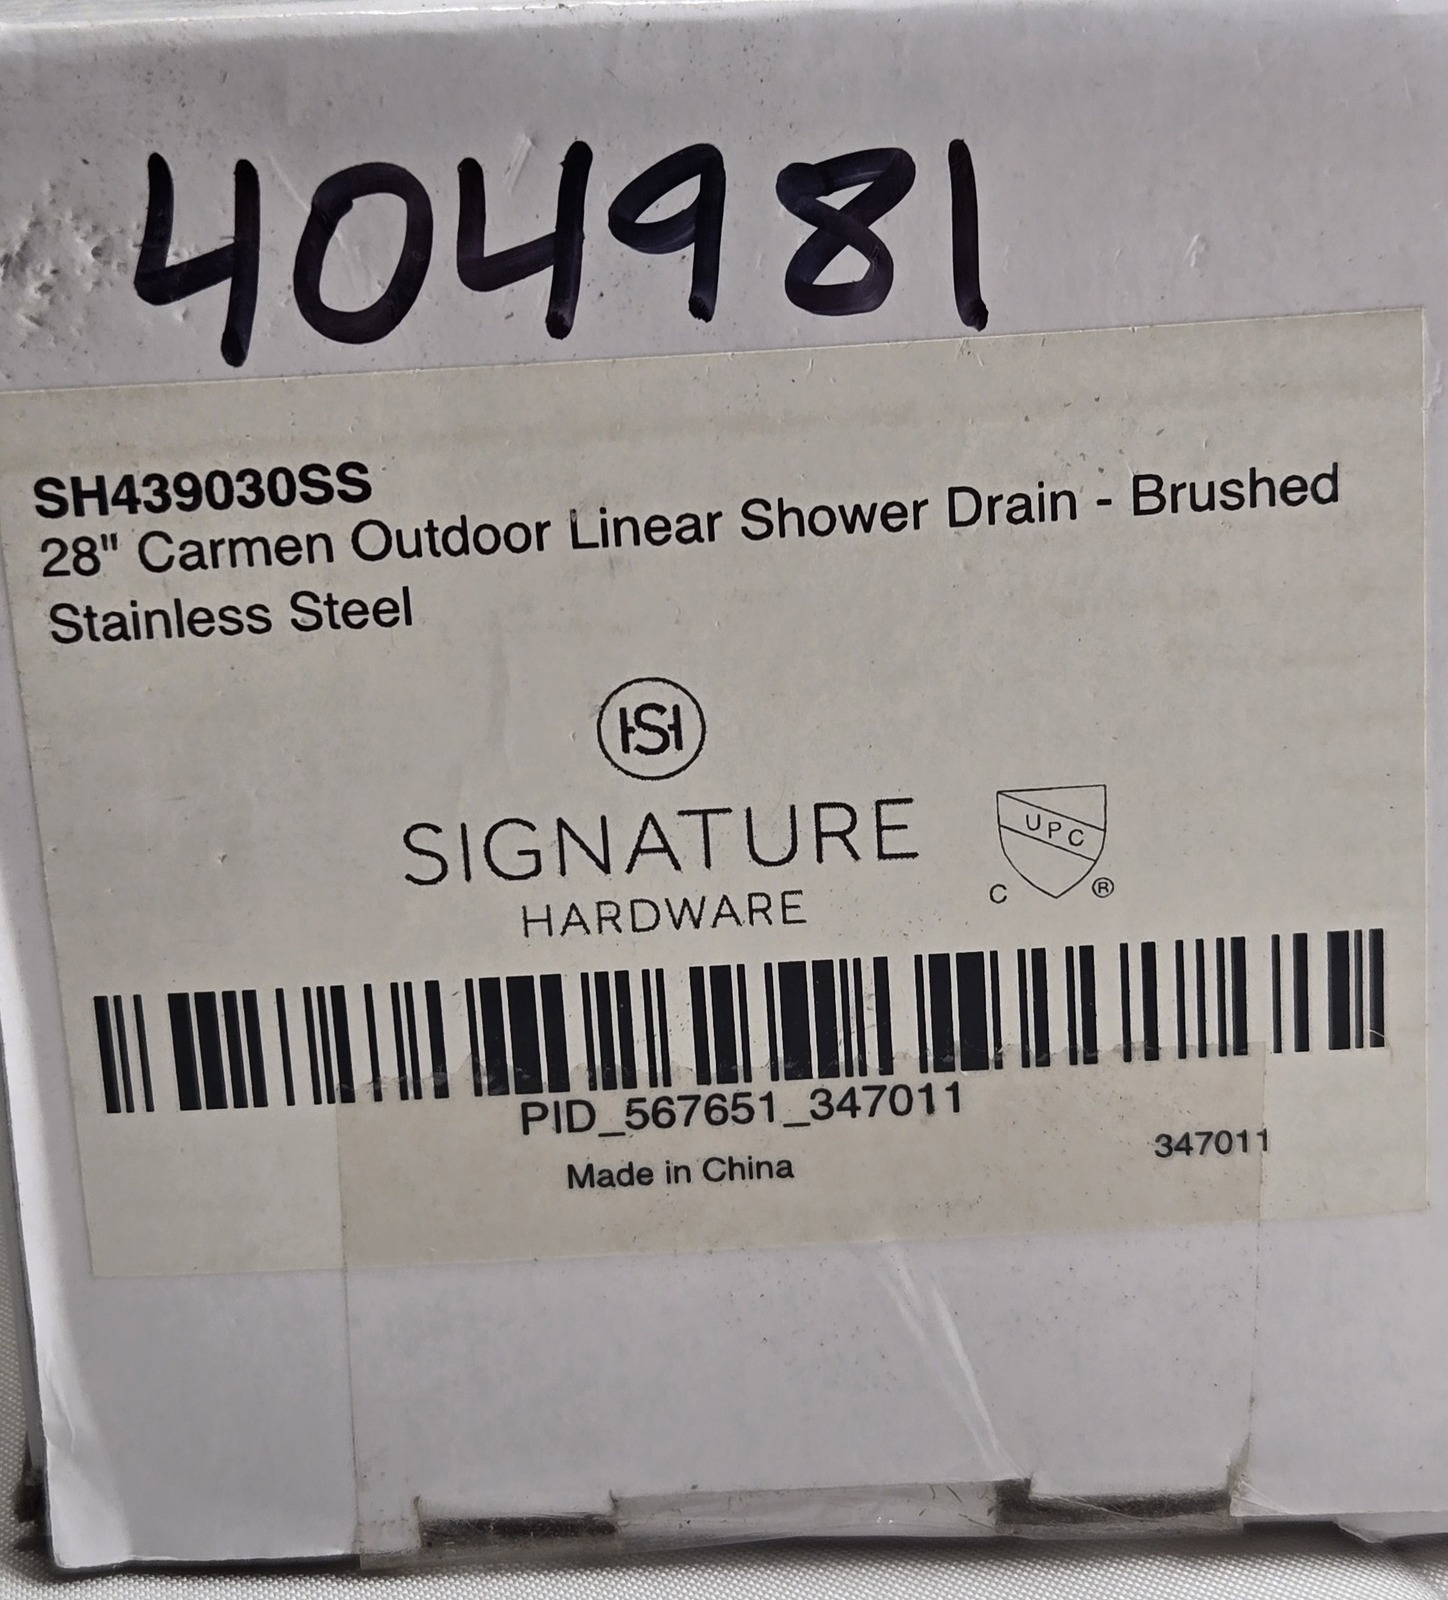 404981
SH439030SS
28" Carmen Outdoor Linear Shower Drain - Brushed
Stainless Steel
SH
SIGNATURE
HARDWARE
UPC
C ®
PID_567651_347011
Made in China
347011